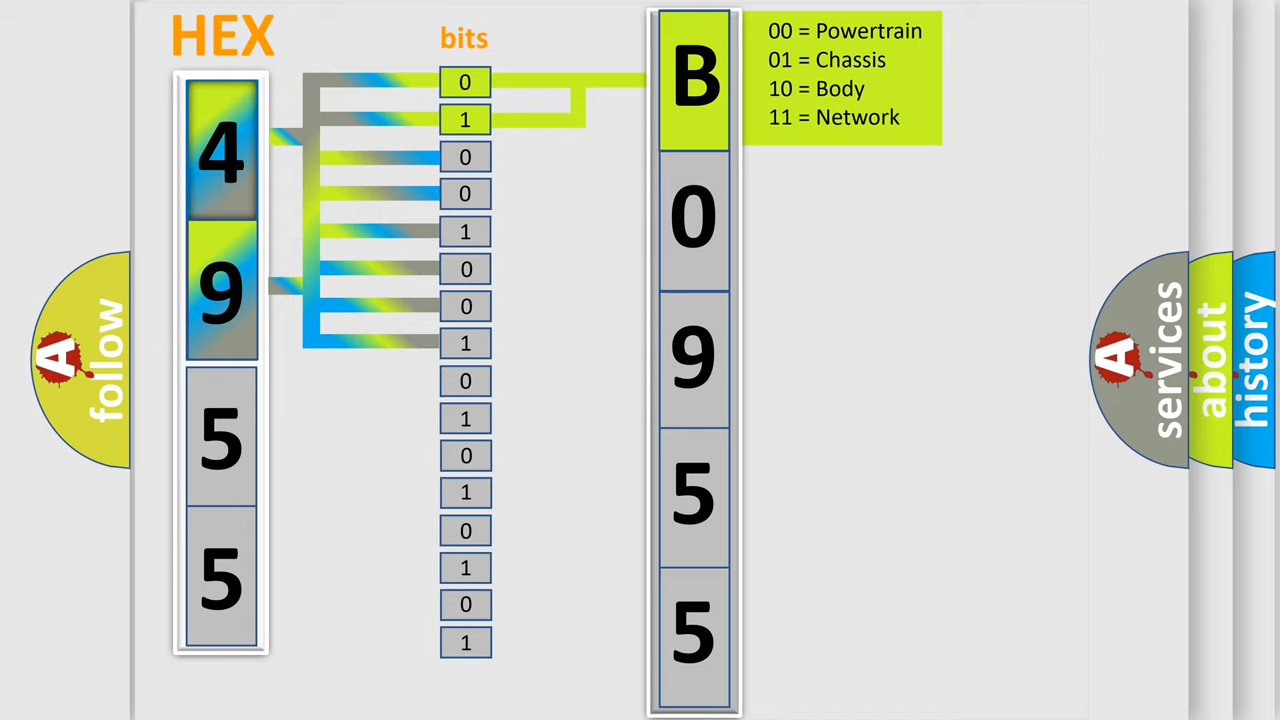 HEX
bits
4
9
5
5
0
1
0
0
1
0
0
1
0
1
0
1
0
1
0
1
B
0
9
5
5
00 = Powertrain
01 = Chassis
10 = Body
11 = Network
A
follow
A
services
about
history